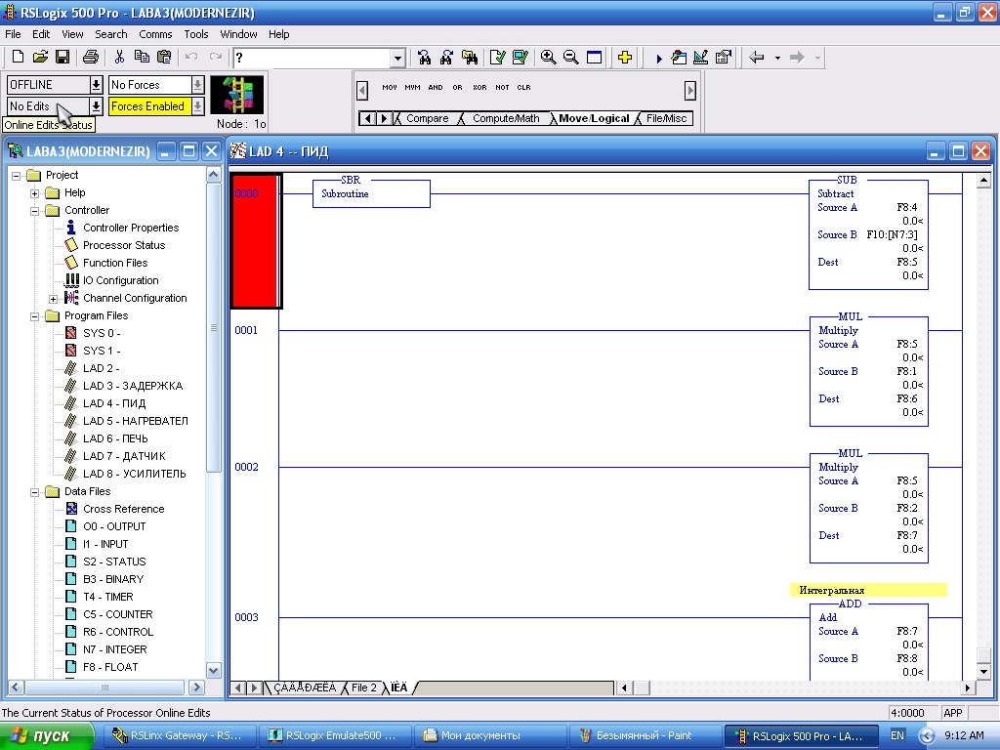 RSLogix 500 Pro - LABA3(MODERNEZIR)
File Edit View Search Comms Tools Window Help
?
OFFLINE No Forces
No Edits Forces Enabled
Online Edits Status
Node : 1o
MOV MVM AND OR XOR NOT CLR
Compare Compute/Math Move/Logical File/Misc
LABA3(MODERNEZIR)
Project
Help
Controller
Controller Properties
Processor Status
Function Files
IO Configuration
Channel Configuration
Program Files
SYS 0 -
SYS 1 -
LAD 2 -
LAD 3 - ЗАДЕРЖКА
LAD 4 - ПИД
LAD 5 - НАГРЕВАТЕЛ
LAD 6 - ПЕЧЬ
LAD 7 - ДАТЧИК
LAD 8 - УСИЛИТЕЛЬ
Data Files
Cross Reference
O0 - OUTPUT
I1 - INPUT
S2 - STATUS
B3 - BINARY
T4 - TIMER
C5 - COUNTER
R6 - CONTROL
N7 - INTEGER
F8 - FLOAT
LAD 4 -- ПИД
0000
SBR
Subroutine
SUB
Subtract
Source A F8:4
0.0<
Source B F10:[N7:3]
0.0<
Dest F8:5
0.0<
0001
MUL
Multiply
Source A F8:5
0.0<
Source B F8:1
0.0<
Dest F8:6
0.0<
0002
MUL
Multiply
Source A F8:5
0.0<
Source B F8:2
0.0<
Dest F8:7
0.0<
Интегральная
0003
ADD
Add
Source A F8:7
0.0<
Source B F8:8
0.0<
ÇÀÄÅÐÆÊÀ File 2 ÏÈÄ
The Current Status of Processor Online Edits
4:0000 APP
пуск
RSLinx Gateway - RS...
RSLogix Emulate500 ...
Мои документы
Безымянный - Paint
RSLogix 500 Pro - LA...
EN
9:12 AM